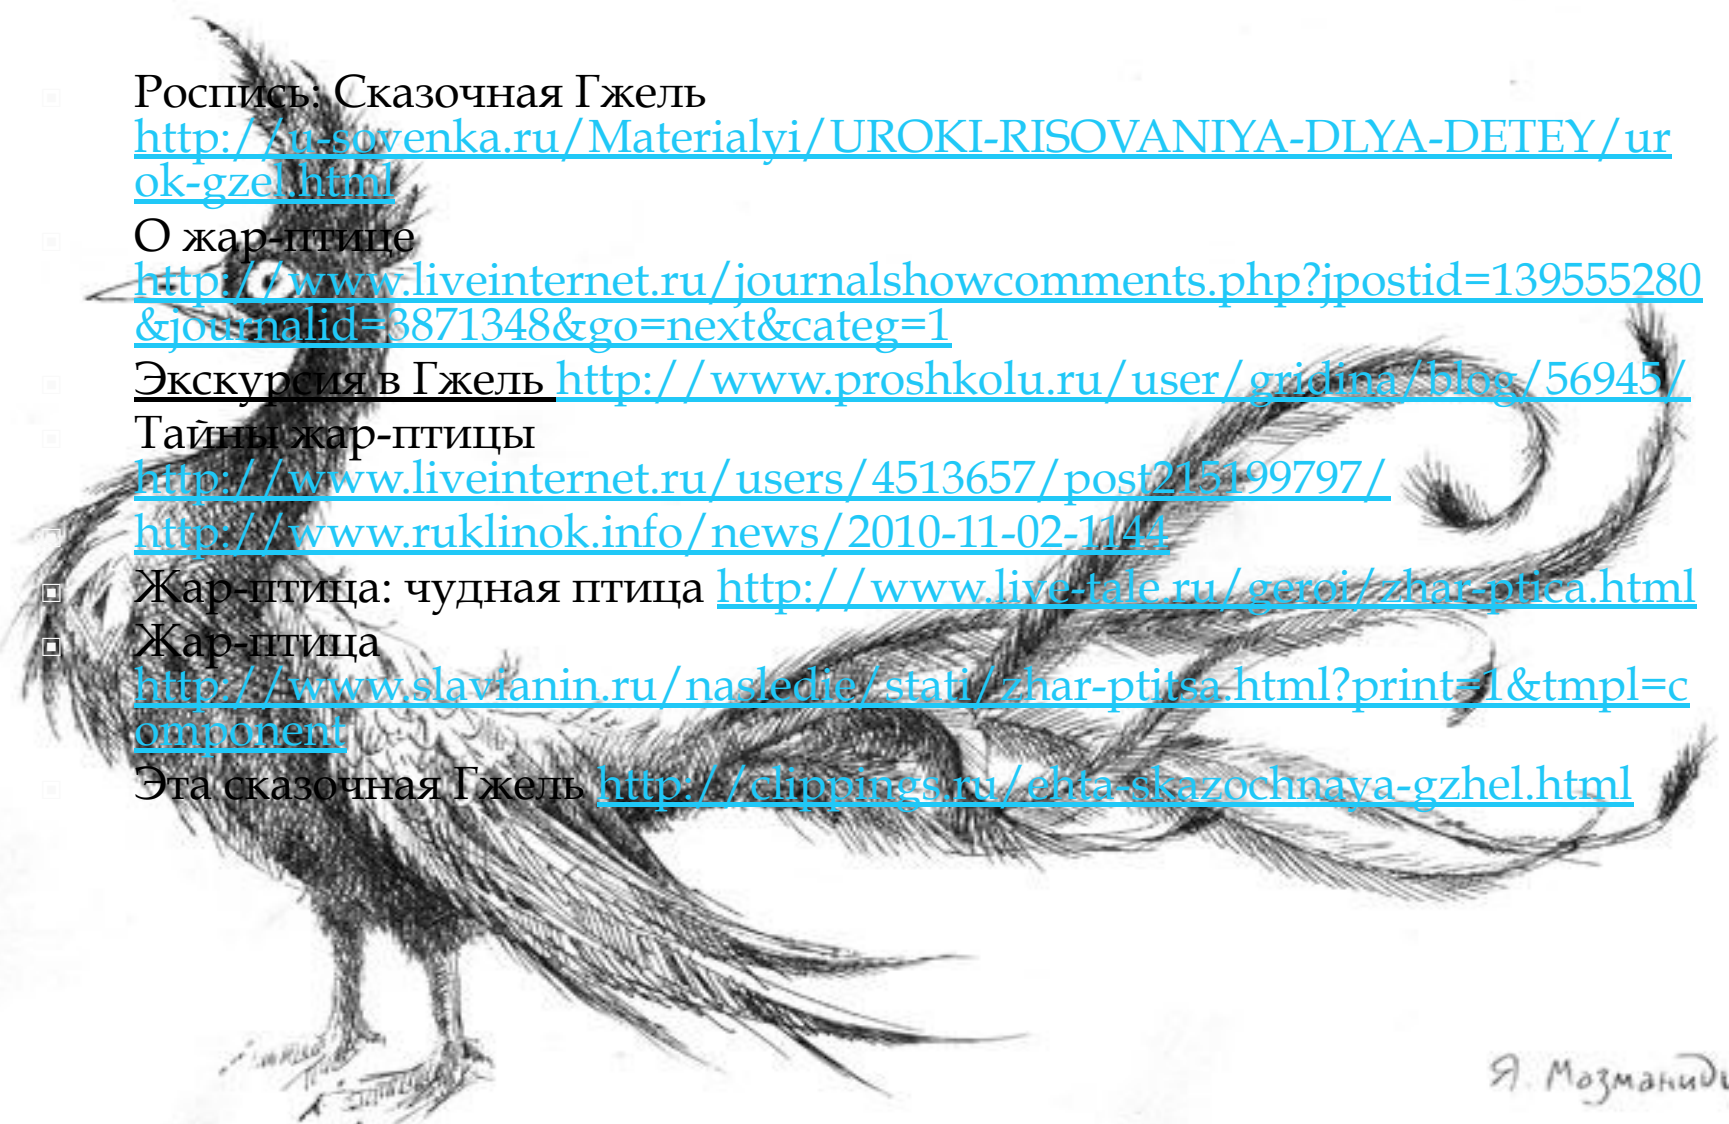 Роспись: Сказочная Гжель
http://u-sovenka.ru/Materialyi/UROKI-RISOVANIYA-DLYA-DETEY/ur
ok-gzel.html
О жар-птице
http://www.liveinternet.ru/journalshowcomments.php?jpostid=139555280
&journalid=3871348&go=next&categ=1
Экскурсия в Гжель http://www.proshkolu.ru/user/gridina/blog/56945/
Тайны жар-птицы
http://www.liveinternet.ru/users/4513657/post215199797/
http://www.ruklinok.info/news/2010-11-02-1144
Жар-птица: чудная птица http://www.live-tale.ru/geroi/zhar-ptica.html
Жар-птица
http://www.slavianin.ru/nasledie/stati/zhar-ptitsa.html?print=1&tmpl=c
omponent
Эта сказочная Гжель http://clippings.ru/ehta-skazochnaya-gzhel.html
Я.